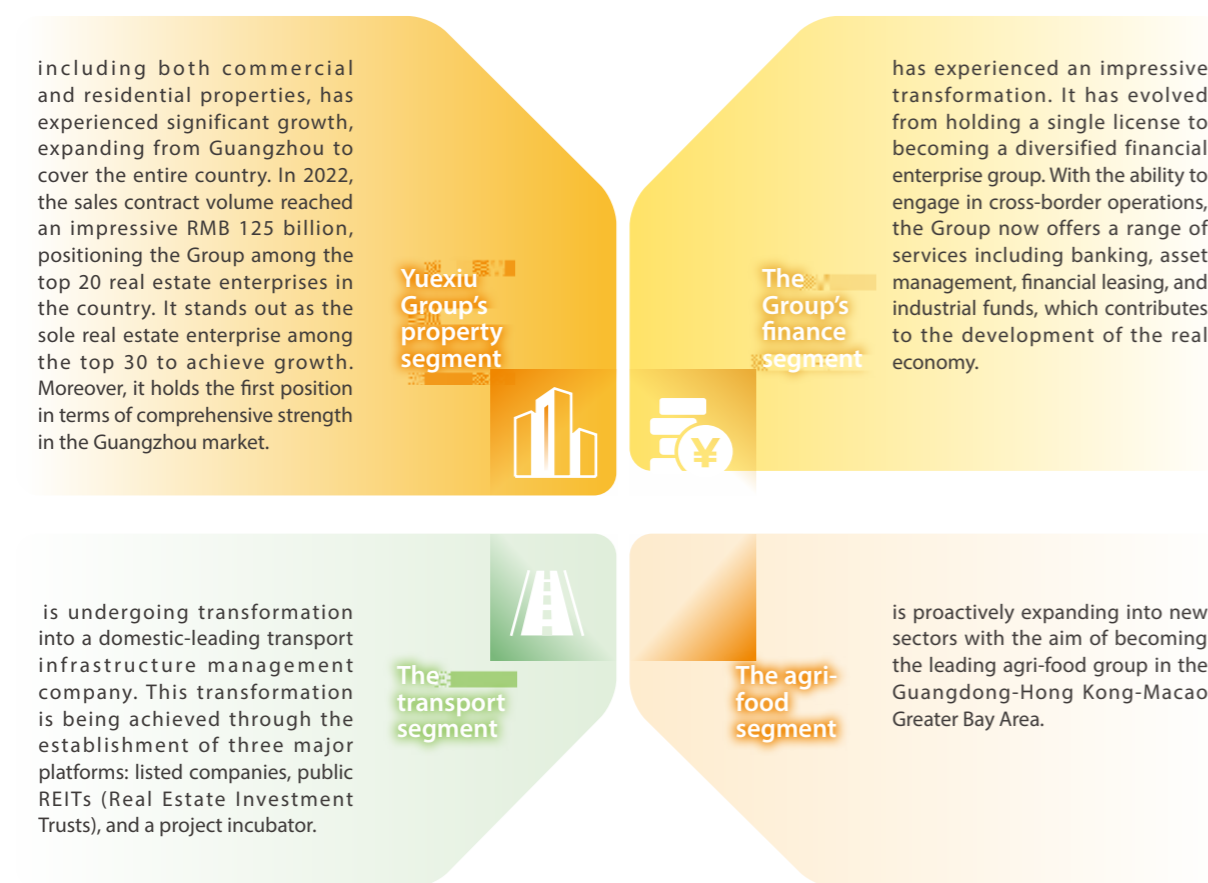 Yuexiu
Group's
property
segment
including both commercial
and residential properties, has
experienced significant growth,
expanding from Guangzhou to
cover the entire country. In 2022,
the sales contract volume reached
an impressive RMB 125 billion,
positioning the Group among the
top 20 real estate enterprises in
the country. It stands out as the
sole real estate enterprise among
the top 30 to achieve growth.
Moreover, it holds the first position
in terms of comprehensive strength
in the Guangzhou market.
The
Group's
finance
segment
has experienced an impressive
transformation. It has evolved
from holding a single license to
becoming a diversified financial
enterprise group. With the ability to
engage in cross-border operations,
the Group now offers a range of
services including banking, asset
management, financial leasing, and
industrial funds, which contributes
to the development of the real
economy.
¥
The
transport
segment
is undergoing transformation
into a domestic-leading transport
infrastructure management
company. This transformation
is being achieved through the
establishment of three major
platforms: listed companies, public
REITs (Real Estate Investment
Trusts), and a project incubator.
The agri-
food
segment
is proactively expanding into new
sectors with the aim of becoming
the leading agri-food group in the
Guangdong-Hong Kong-Macao
Greater Bay Area.